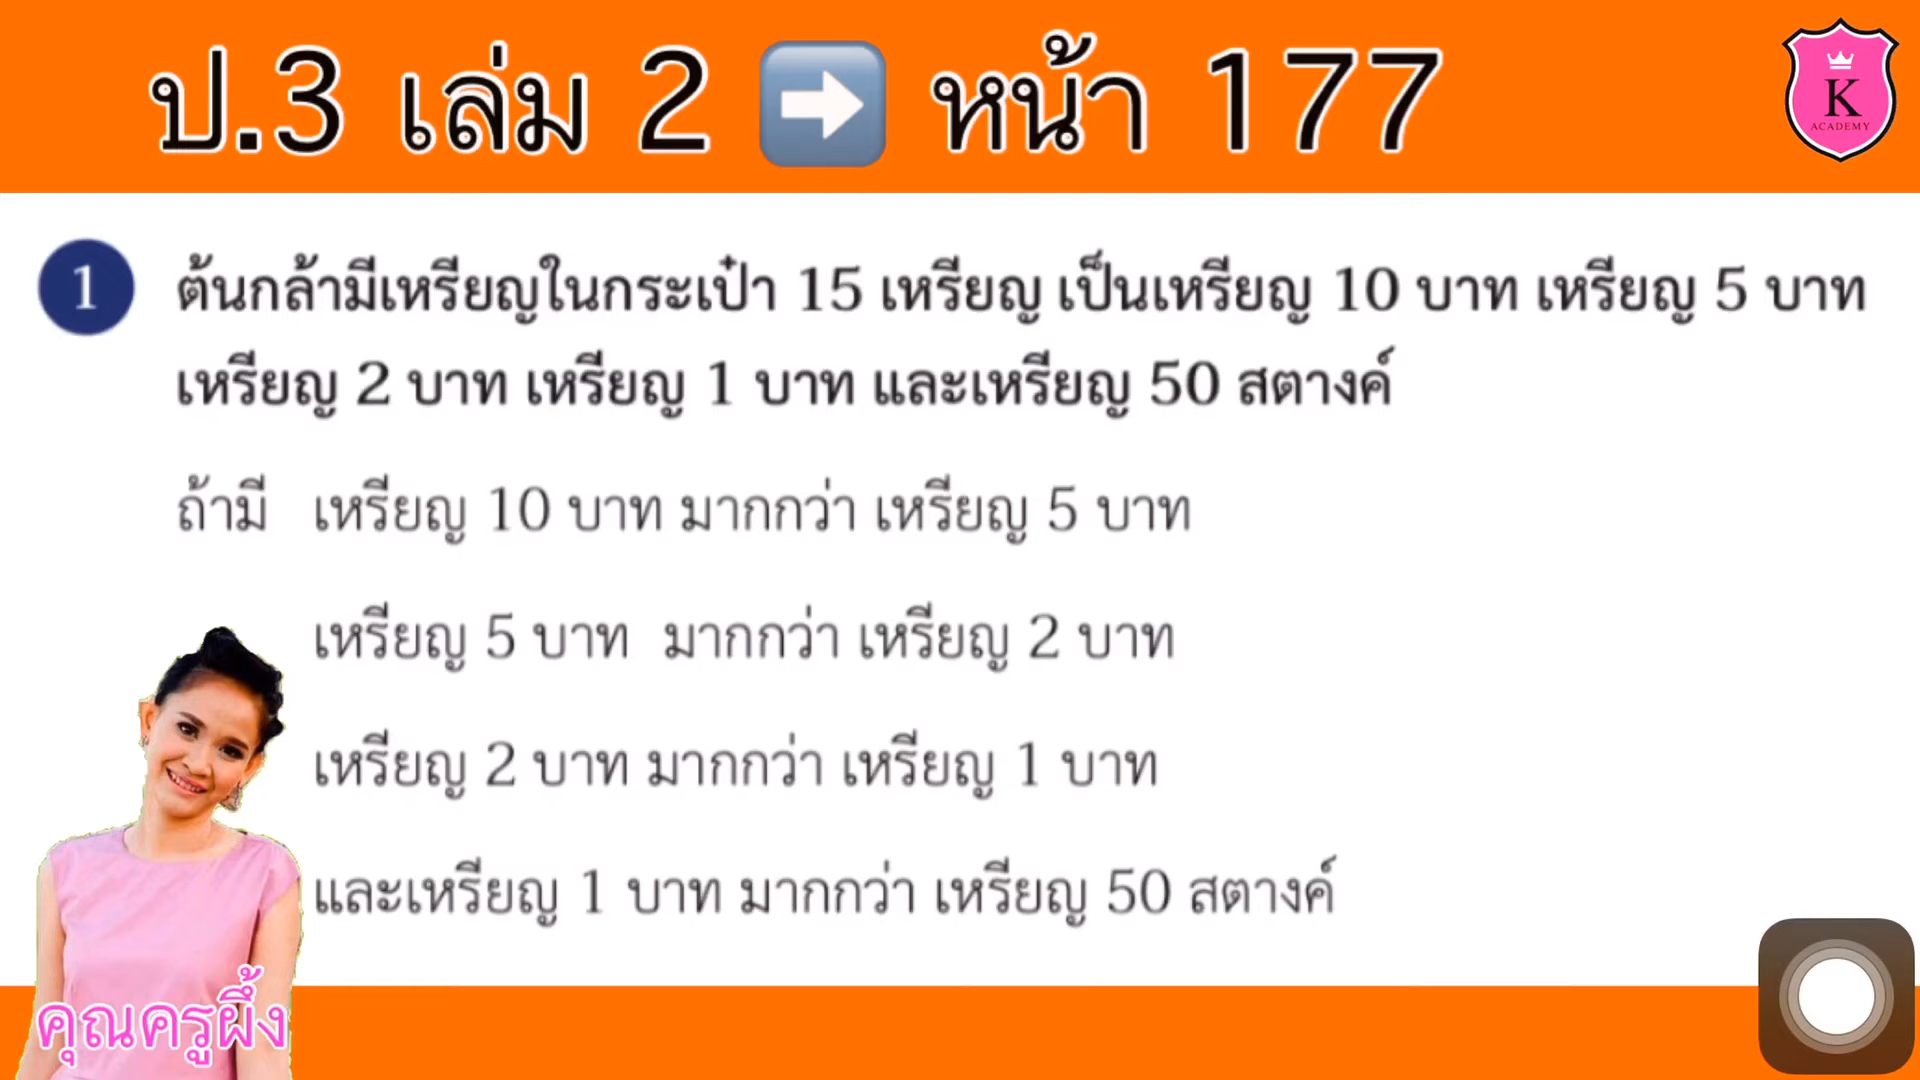 ป.3 เล่ม 2 ➡ หน้า 177
K
ACADEMY
1 ต้นกล้ามีเหรียญในกระเป๋า 15 เหรียญ เป็นเหรียญ 10 บาท เหรียญ 5 บาท
เหรียญ 2 บาท เหรียญ 1 บาท และเหรียญ 50 สตางค์
ถ้ามี เหรียญ 10 บาท มากกว่า เหรียญ 5 บาท
เหรียญ 5 บาท มากกว่า เหรียญ 2 บาท
เหรียญ 2 บาท มากกว่า เหรียญ 1 บาท
และเหรียญ 1 บาท มากกว่า เหรียญ 50 สตางค์
คุณครูผึ้ง